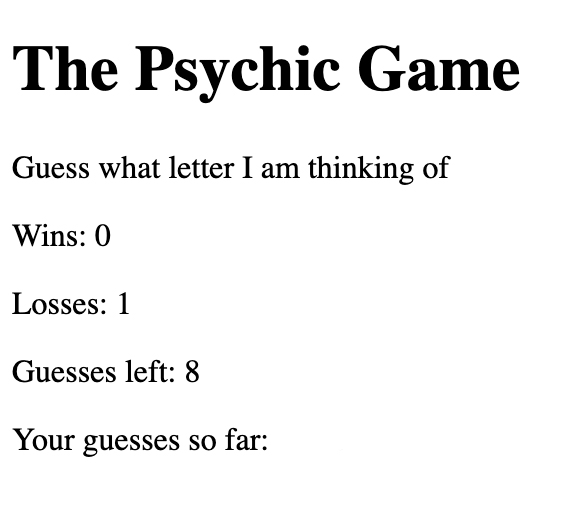 The Psychic Game
Guess what letter I am thinking of
Wins: 0
Losses: 1
Guesses left: 8
Your guesses so far: